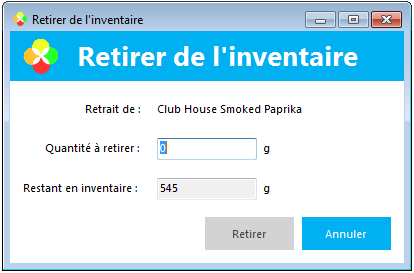 Retirer de l'inventaire
Retirer de l'inventaire
Retrait de : Club House Smoked Paprika
Quantité à retirer : 0 g
Restant en inventaire : 545 g
Retirer Annuler